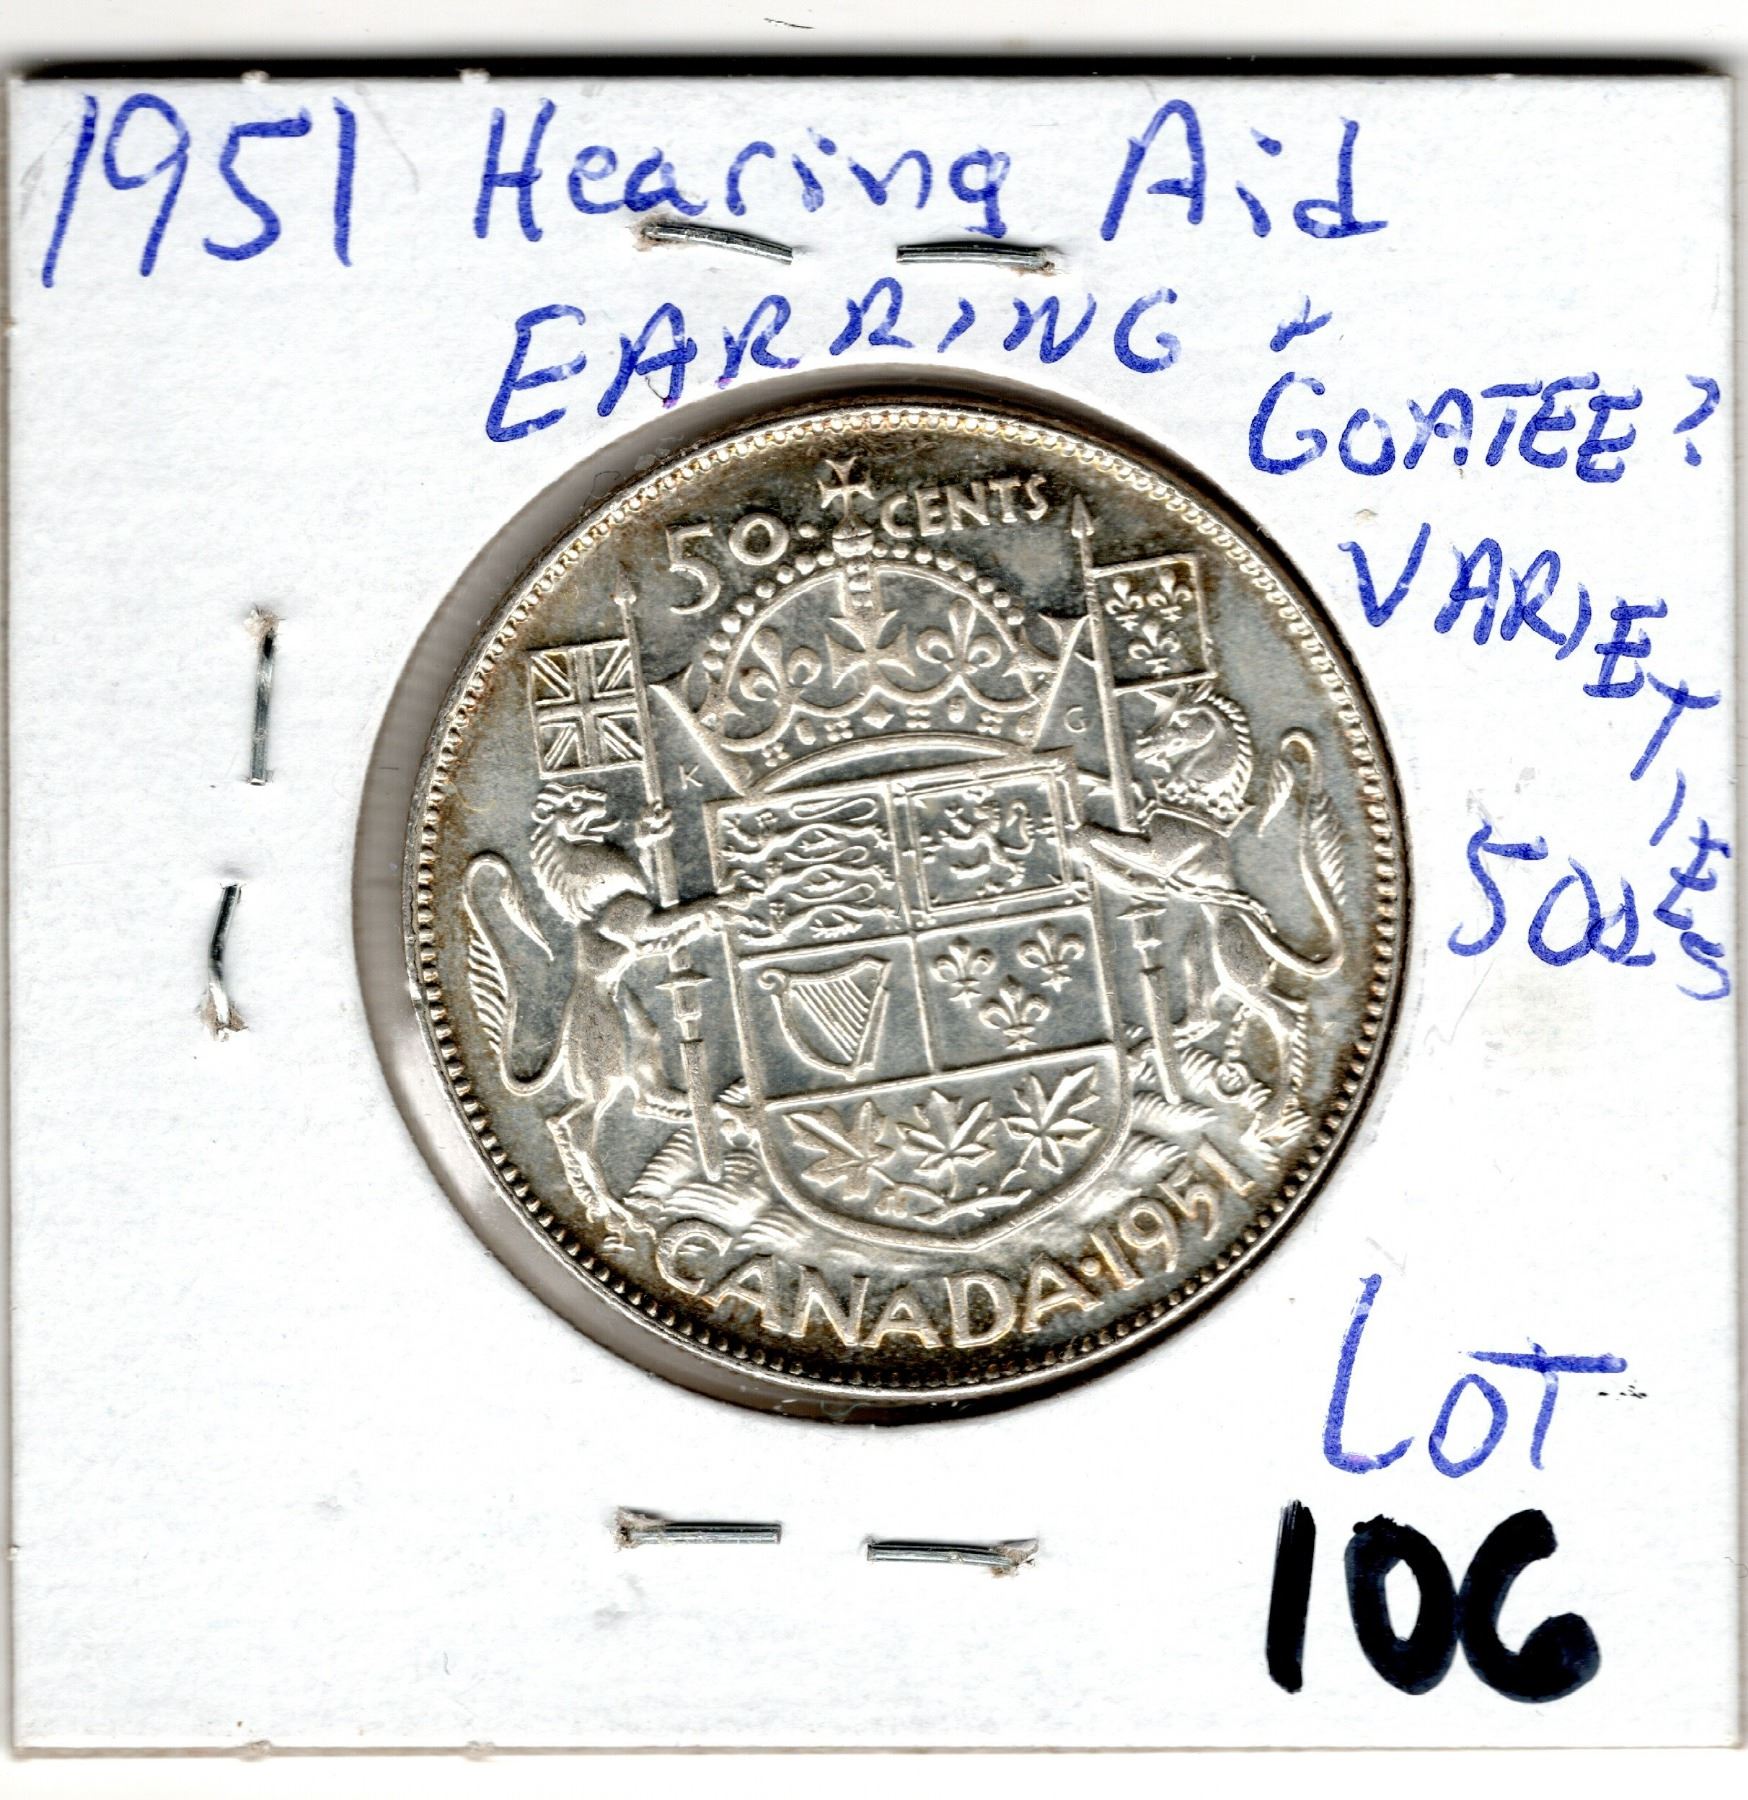 1951 Hearing Aid
EARRING &
GOATEE?
VARIETIES
50¢
50 · CENTS
K G
CANADA · 1951
LOT
106